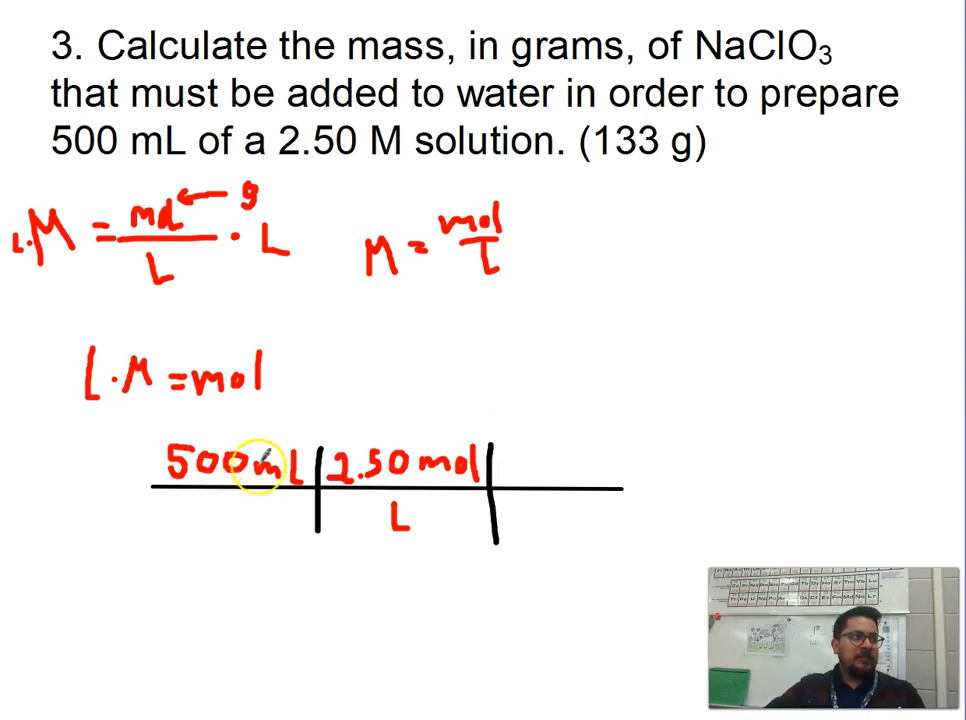 3. Calculate the mass, in grams, of NaClO₃
that must be added to water in order to prepare
500 mL of a 2.50 M solution. (133 g)
L·M = mol/L · L ← g
M = mol/L
L·M = mol
500 mL | 2.50 mol
L